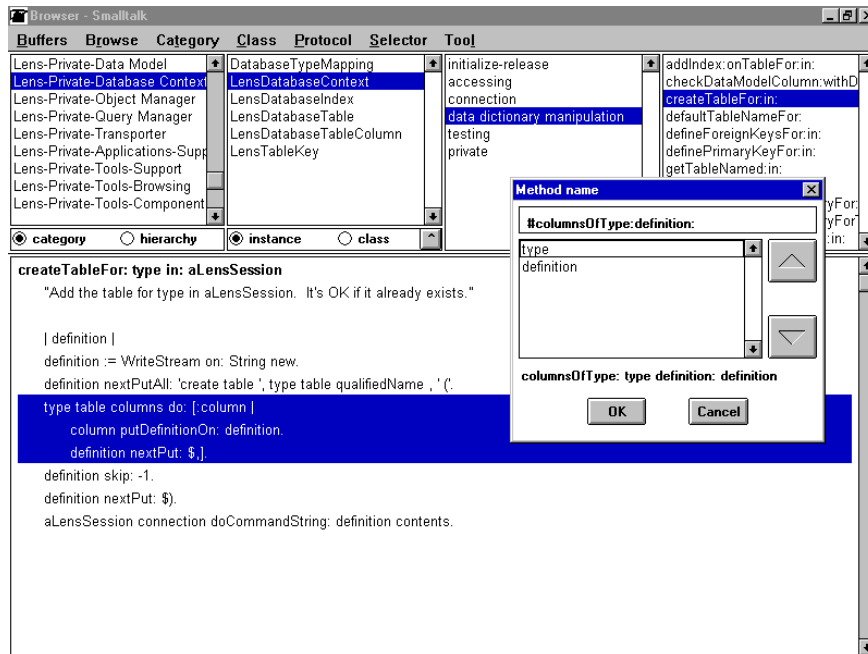 Browser - Smalltalk
Buffers Browse Category Class Protocol Selector Tool
Lens-Private-Data Model
Lens-Private-Database Context
Lens-Private-Object Manager
Lens-Private-Query Manager
Lens-Private-Transporter
Lens-Private-Applications-Supp
Lens-Private-Tools-Support
Lens-Private-Tools-Browsing
Lens-Private-Tools-Component
category hierarchy
DatabaseTypeMapping
LensDatabaseContext
LensDatabaseIndex
LensDatabaseTable
LensDatabaseTableColumn
LensTableKey
instance class ^
initialize-release
accessing
connection
data dictionary manipulation
testing
private
addIndex:onTableFor:in:
checkDataModelColumn:withD
createTableFor:in:
defaultTableNameFor:
defineForeignKeysFor:in:
definePrimaryKeyFor:in:
getTableNamed:in:
yFor:
yFor
:in:
Method name
#columnsOfType:definition:
type
definition
columnsOfType: type definition: definition
OK Cancel
createTableFor: type in: aLensSession
"Add the table for type in aLensSession. It's OK if it already exists."
| definition |
definition := WriteStream on: String new.
definition nextPutAll: 'create table ', type table qualifiedName , ' ('.
type table columns do: [:column |
column putDefinitionOn: definition.
definition nextPut: $,].
definition skip: -1.
definition nextPut: $).
aLensSession connection doCommandString: definition contents.